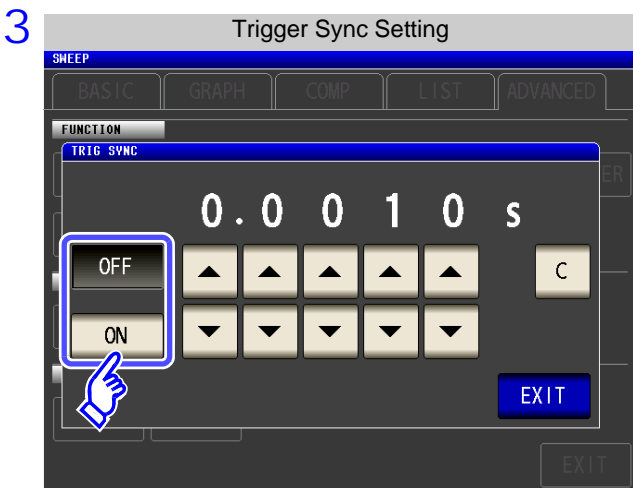 3
Trigger Sync Setting
SWEEP
BASIC GRAPH COMP LIST ADVANCED
FUNCTION
TRIG SYNC
ER
0.0010 s
OFF
C
ON
EXIT
EXIT